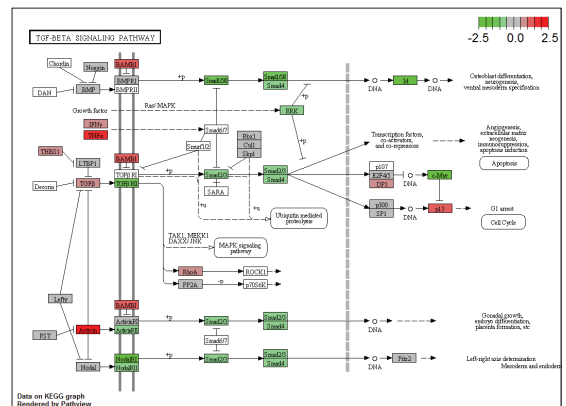 TGF-BETA SIGNALING PATHWAY
-2.5 0.0 2.5
Chordin
Noggin
BAMBI
DAN
BMP
BMPRI
BMPRII
+p
Smad1/5/8
Smad1/5/8
Smad4
DNA
Id
Osteoblast differentiation,
neurogenesis,
ventral mesoderm specification
Growth factor
Ras/MAPK
ERK
+p
+p
IFNγ
TNFα
THBS1
LTBP1
Smad6/7
Smurf1/2
Rbx1
Cul1
Skp1
Transcription factors,
co-activators,
and co-repressors
Angiogenesis,
extracellular matrix
neogenesis,
immunosuppression,
apoptosis induction
Apoptosis
Decorin
TGFβ
BAMBI
TGFβ RI
TGFβ RII
+p
Smad2/3
SARA
Smad2/3
Smad4
p107
E2F4/5
DP1
DNA
c-Myc
p300
SP1
DNA
p15
G1 arrest
Cell Cycle
+u
+u
Ubiquitin mediated
proteolysis
TAK1, MEKK1
DAXX/JNK
MAPK signaling
pathway
RhoA
ROCK1
PP2A
-p
p70S6K
Lefty
FST
Activin
BAMBI
ActivinRI
ActivinRII
+p
Smad2/3
Smad2/3
Smad4
DNA
Gonadal growth,
embryo differentiation,
placenta formation, etc
Smad6/7
Nodal
NodalRI
NodalRII
+p
Smad2/3
Smad2/3
Smad4
DNA
Pitx2
Left-right axis determination
Mesoderm and endoderm
Data on KEGG graph
Rendered by Pathview